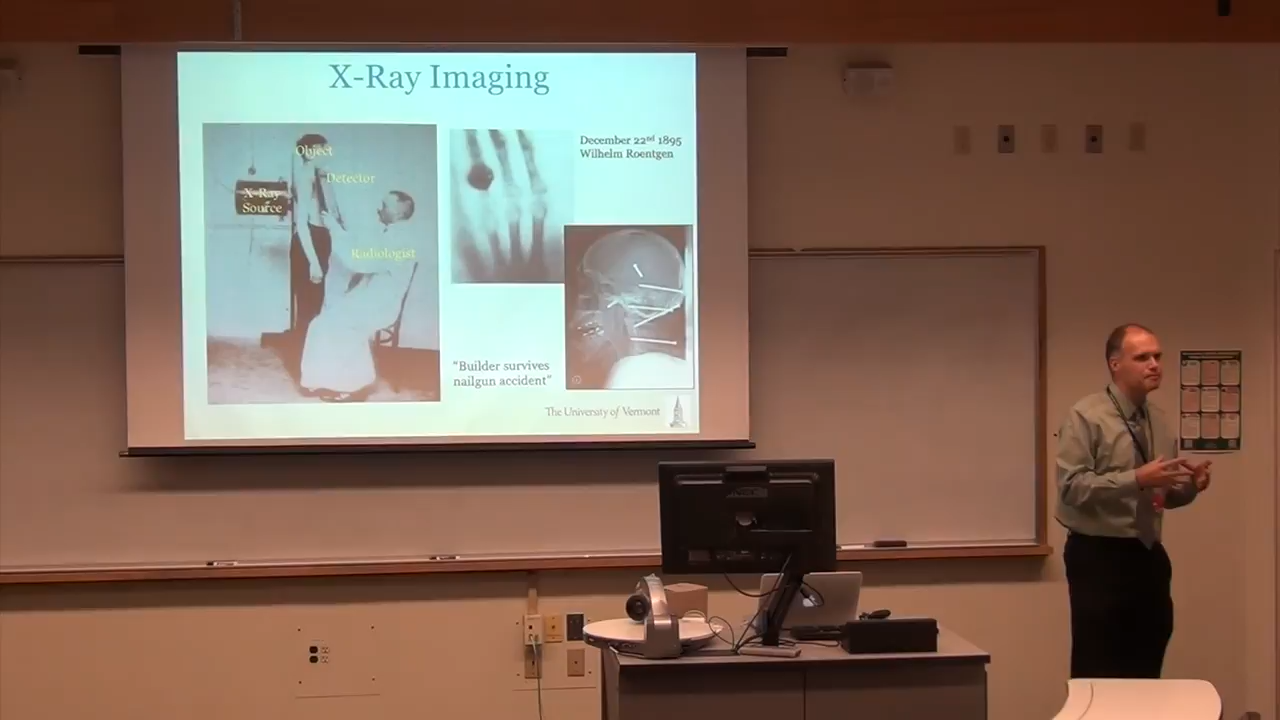 X-Ray Imaging
Object
Detector
X-Ray
Source
Radiologist
December 22nd 1895
Wilhelm Roentgen
"Builder survives
nailgun accident"
The University of Vermont